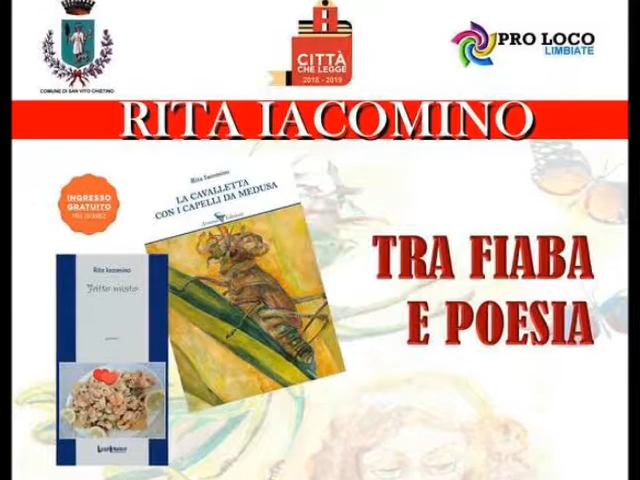 COMUNE DI SAN VITO CHIETINO
CITTÀ
CHE LEGGE
2018 - 2019
PRO LOCO
LIMBIATE
RITA IACOMINO
INGRESSO
GRATUITO
Rita Iacomino
LA CAVALLETTA
CON I CAPELLI DA MEDUSA
Edizioni
Rita Iacomino
Fritto misto
TRA FIABA
E POESIA